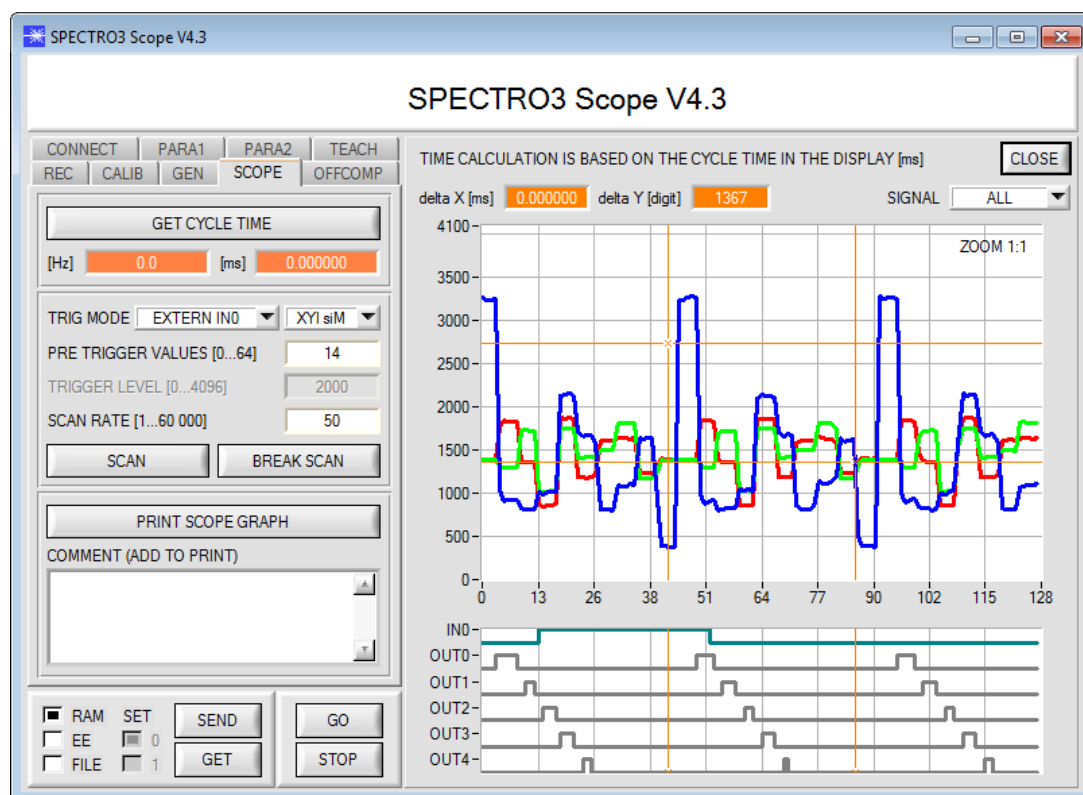 SPECTRO3 Scope V4.3
SPECTRO3 Scope V4.3
CONNECT PARA1 PARA2 TEACH
REC CALIB GEN SCOPE OFFCOMP
GET CYCLE TIME
[Hz] 0.0 [ms] 0.000000
TRIG MODE EXTERN IN0 XYI siM
PRE TRIGGER VALUES [0...64] 14
TRIGGER LEVEL [0...4096] 2000
SCAN RATE [1...60 000] 50
SCAN BREAK SCAN
PRINT SCOPE GRAPH
COMMENT (ADD TO PRINT)
RAM SET SEND GO
EE 0
FILE 1 GET STOP
TIME CALCULATION IS BASED ON THE CYCLE TIME IN THE DISPLAY [ms] CLOSE
delta X [ms] 0.000000 delta Y [digit] 1367 SIGNAL ALL
ZOOM 1:1
4100
3500
3000
2500
2000
1500
1000
500
0
0 13 26 38 51 64 77 90 102 115 128
IN0
OUT0
OUT1
OUT2
OUT3
OUT4